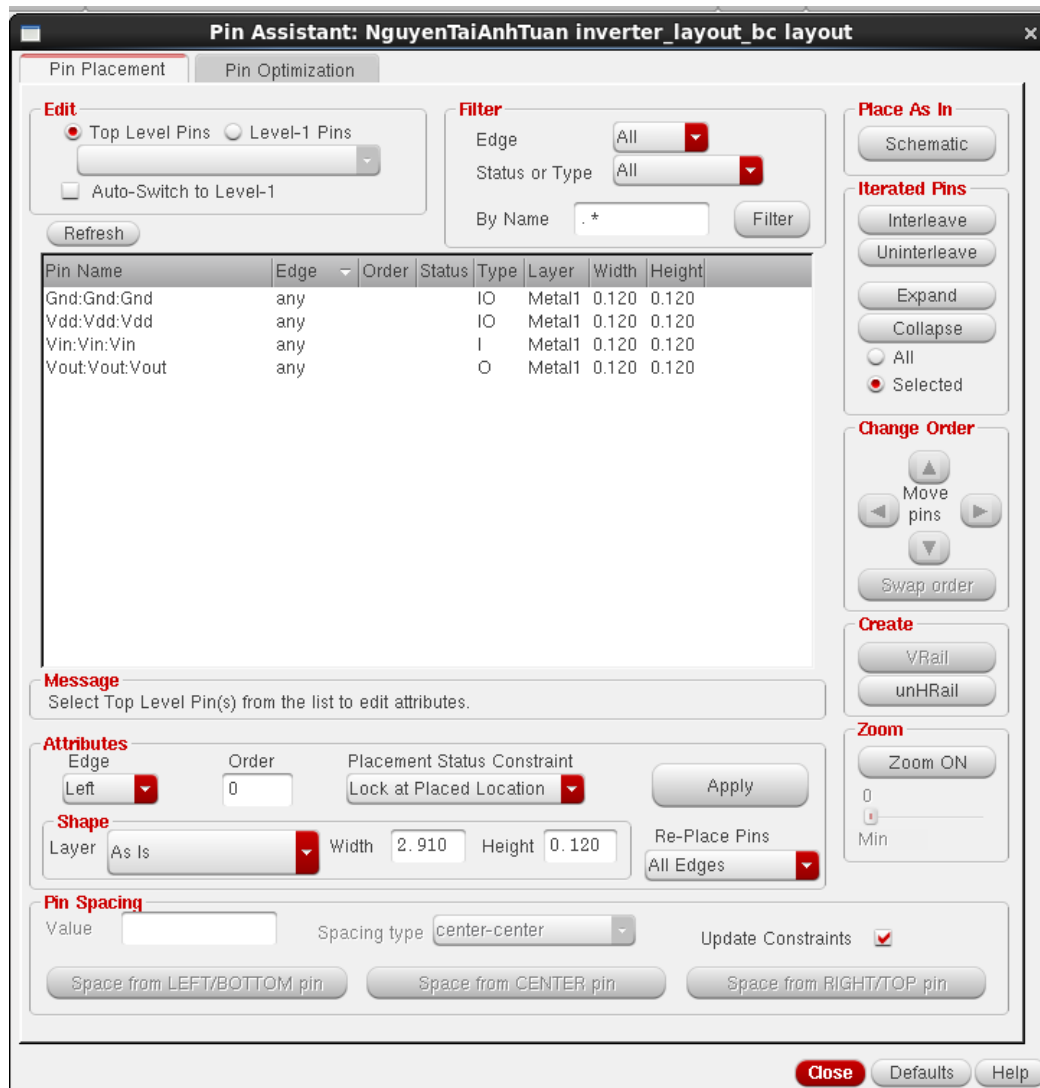 Pin Assistant: NguyenTaiAnhTuan inverter_layout_bc layout
Pin Placement Pin Optimization
Edit
Top Level Pins Level-1 Pins
Auto-Switch to Level-1
Refresh
Filter
Edge All
Status or Type All
By Name .* Filter
Place As In
Schematic
Iterated Pins
Interleave
Uninterleave
Expand
Collapse
All
Selected
Pin Name Edge Order Status Type Layer Width Height
Gnd:Gnd:Gnd any IO Metal1 0.120 0.120
Vdd:Vdd:Vdd any IO Metal1 0.120 0.120
Vin:Vin:Vin any I Metal1 0.120 0.120
Vout:Vout:Vout any O Metal1 0.120 0.120
Change Order
Move
pins
Swap order
Create
VRail
unHRail
Message
Select Top Level Pin(s) from the list to edit attributes.
Zoom
Zoom ON
0
Min
Attributes
Edge Order Placement Status Constraint
Left 0 Lock at Placed Location Apply
Shape
Layer As Is Width 2.910 Height 0.120
Re-Place Pins
All Edges
Pin Spacing
Value Spacing type center-center Update Constraints
Space from LEFT/BOTTOM pin Space from CENTER pin Space from RIGHT/TOP pin
Close Defaults Help